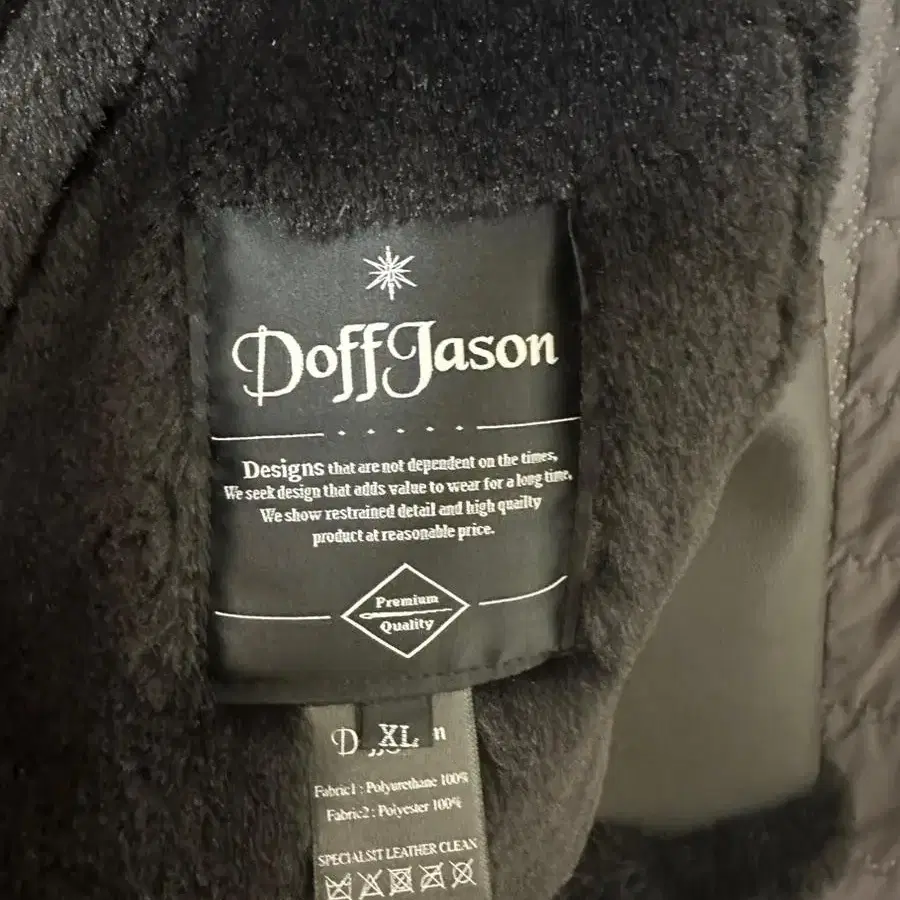 DoffJason
Designs that are not dependent on the times,
We seek design that adds value to wear for a long time,
We show restrained detail and high quailty
product at reasonable price.
Premium
Quality
XL
Fabric1 : Polyurethane 100%
Fabric2 : Polyester 100%
SPECIALSIT LEATHER CLEAN